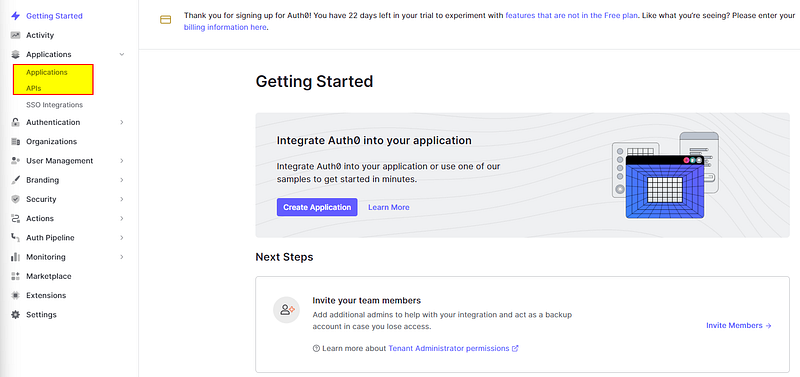 Getting Started
Activity
Applications
Applications
APIs
SSO Integrations
Authentication
Organizations
User Management
Branding
Security
Actions
Auth Pipeline
Monitoring
Marketplace
Extensions
Settings
Thank you for signing up for Auth0! You have 22 days left in your trial to experiment with features that are not in the Free plan. Like what you're seeing? Please enter your
billing information here.
Getting Started
Integrate Auth0 into your application
Integrate Auth0 into your application or use one of our
samples to get started in minutes.
Create Application
Learn More
Next Steps
Invite your team members
Add additional admins to help with your integration and act as a backup
account in case you lose access.
Invite Members
Learn more about Tenant Administrator permissions